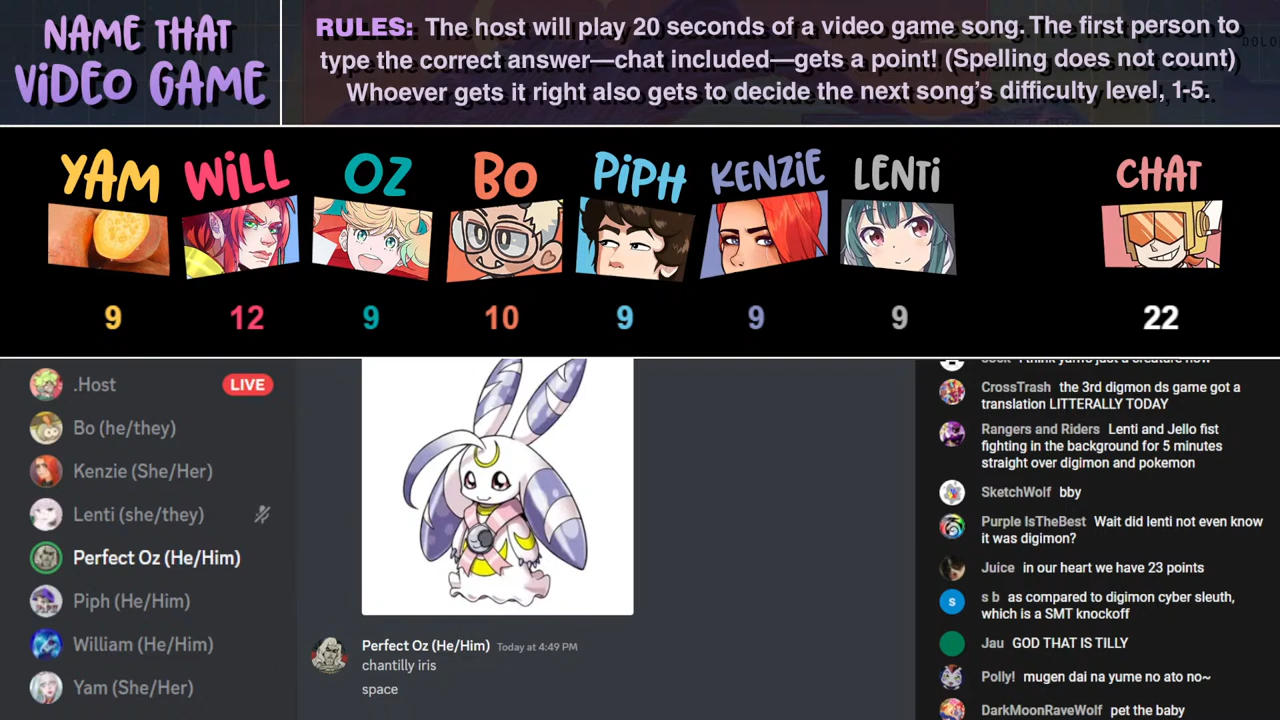 NAME THAT
ViDEO GAME
RULES: The host will play 20 seconds of a video game song. The first person to
type the correct answer—chat included—gets a point! (Spelling does not count)
Whoever gets it right also gets to decide the next song's difficulty level, 1-5.
YAM
WiLL
OZ
BO
PiPH
KENZiE
LENTi
CHAT
9
12
9
10
9
9
9
22
.Host
LIVE
Bo (he/they)
Kenzie (She/Her)
Lenti (she/they)
Perfect Oz (He/Him)
Piph (He/Him)
William (He/Him)
Yam (She/Her)
Perfect Oz (He/Him) Today at 4:49 PM
chantilly iris
space
I think yam's just a creature now
CrossTrash the 3rd digmon ds game got a
translation LITTERALLY TODAY
Rangers and Riders Lenti and Jello fist
fighting in the background for 5 minutes
straight over digimon and pokemon
SketchWolf bby
Purple IsTheBest Wait did lenti not even know
it was digimon?
Juice in our heart we have 23 points
s b as compared to digimon cyber sleuth,
which is a SMT knockoff
Jau GOD THAT IS TILLY
Polly! mugen dai na yume no ato no~
DarkMoonRaveWolf pet the baby